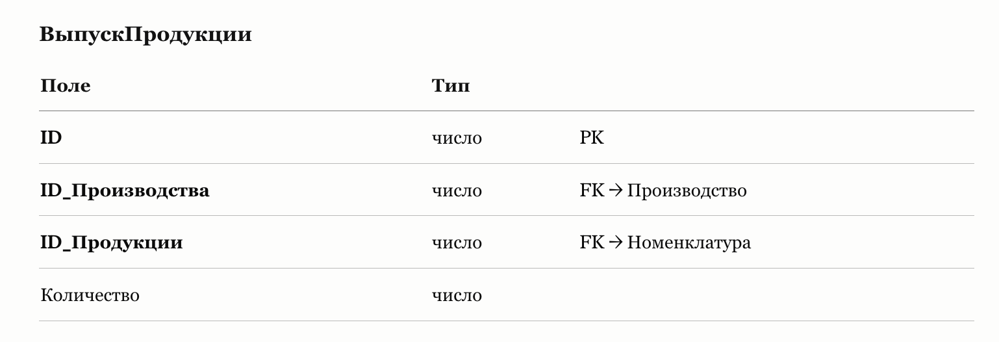 ВыпускПродукции
Поле Тип
ID число PK
ID_Производства число FK → Производство
ID_Продукции число FK → Номенклатура
Количество число